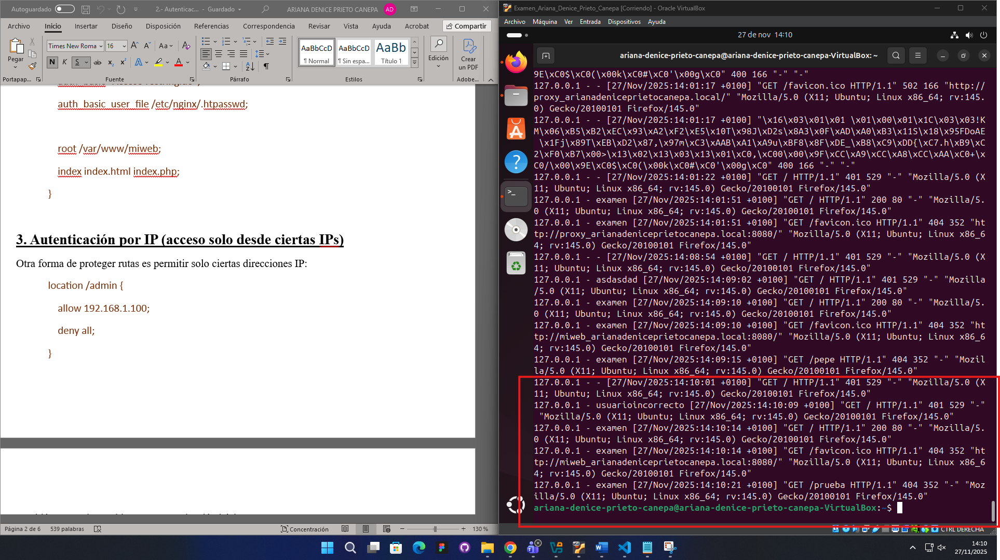 Autoguardado
2.- Autenticac... - Guardado
ARIANA DENICE PRIETO CANEPA
AD
Archivo Inicio Insertar Diseño Disposición Referencias Correspondencia Revisar Vista Ayuda Acrobat Compartir
Times New Roma 16
AaBbCcD AaBbCcD AaBb
Pegar
¶ Normal ¶ Sin espa... Título 1
Edición
Crear
un PDF
Portapap... Fuente Párrafo Estilos Adobe...
auth_basic_user_file /etc/nginx/.htpasswd;
root /var/www/miweb;
index index.html index.php;
}
3. Autenticación por IP (acceso solo desde ciertas IPs)
Otra forma de proteger rutas es permitir solo ciertas direcciones IP:
location /admin {
allow 192.168.1.100;
deny all;
}
Página 2 de 6 539 palabras Concentración 130 %
Examen_Ariana_Denice_Prieto_Canepa [Corriendo] - Oracle VirtualBox
Archivo Máquina Ver Entrada Dispositivos Ayuda
27 de nov 14:10
ariana-denice-prieto-canepa@ariana-denice-prieto-canepa-VirtualBox: ~
9E\xC0$\xC0(\x00k\xC0#\xC0'\x00g\xC0" 400 166 "-" "-"
127.0.0.1 - - [27/Nov/2025:14:01:17 +0100] "GET /favicon.ico HTTP/1.1" 502 166 "http://
proxy_arianadeniceprietocanepa.local/" "Mozilla/5.0 (X11; Ubuntu; Linux x86_64; rv:145.
0) Gecko/20100101 Firefox/145.0"
127.0.0.1 - - [27/Nov/2025:14:01:17 +0100] "\x16\x03\x01\x01 \x01\x00\x01\x1C\x03\x03!K
M\x06\xB5\xB2\xEC\x93\xA2\xF2\xE5\x10T\x98J\xD2s\x8A3\x0F\xAD\xA0\xB3\x11S\x18\x95FDoAE
\x1Fj\x89T\xEB\xD2\x87,\x97m\xC3\xAAB\xA1\xA9u\xBF8\x8F\xDE_\xB8\xC9\xDD{\xC7.h\xB9\xC
2\xF0\xB7\x00>\x13\x02\x13\x03\x13\x01\xC0,\xC00\x00\x9F\xCC\xA9\xCC\xA8\xCC\xAA\xC0+\x
C0/\x00\x9E\xC0$\xC0(\x00k\xC0#\xC0'\x00g\xC0" 400 166 "-" "-"
127.0.0.1 - - [27/Nov/2025:14:01:22 +0100] "GET / HTTP/1.1" 401 529 "-" "Mozilla/5.0 (X
11; Ubuntu; Linux x86_64; rv:145.0) Gecko/20100101 Firefox/145.0"
127.0.0.1 - examen [27/Nov/2025:14:01:51 +0100] "GET / HTTP/1.1" 200 80 "-" "Mozilla/5.
0 (X11; Ubuntu; Linux x86_64; rv:145.0) Gecko/20100101 Firefox/145.0"
127.0.0.1 - examen [27/Nov/2025:14:01:51 +0100] "GET /favicon.ico HTTP/1.1" 404 352 "ht
tp://proxy_arianadeniceprietocanepa.local:8080/" "Mozilla/5.0 (X11; Ubuntu; Linux x86_6
4; rv:145.0) Gecko/20100101 Firefox/145.0"
127.0.0.1 - - [27/Nov/2025:14:08:54 +0100] "GET / HTTP/1.1" 401 529 "-" "Mozilla/5.0 (X
11; Ubuntu; Linux x86_64; rv:145.0) Gecko/20100101 Firefox/145.0"
127.0.0.1 - asdasdad [27/Nov/2025:14:09:02 +0100] "GET / HTTP/1.1" 401 529 "-" "Mozilla
/5.0 (X11; Ubuntu; Linux x86_64; rv:145.0) Gecko/20100101 Firefox/145.0"
127.0.0.1 - examen [27/Nov/2025:14:09:10 +0100] "GET / HTTP/1.1" 200 80 "-" "Mozilla/5.
0 (X11; Ubuntu; Linux x86_64; rv:145.0) Gecko/20100101 Firefox/145.0"
127.0.0.1 - examen [27/Nov/2025:14:09:10 +0100] "GET /favicon.ico HTTP/1.1" 404 352 "ht
tp://miweb_arianadeniceprietocanepa.local:8080/" "Mozilla/5.0 (X11; Ubuntu; Linux x86_6
4; rv:145.0) Gecko/20100101 Firefox/145.0"
127.0.0.1 - examen [27/Nov/2025:14:09:15 +0100] "GET /pepe HTTP/1.1" 404 352 "-" "Mozil
la/5.0 (X11; Ubuntu; Linux x86_64; rv:145.0) Gecko/20100101 Firefox/145.0"
127.0.0.1 - - [27/Nov/2025:14:10:01 +0100] "GET / HTTP/1.1" 401 529 "-" "Mozilla/5.0 (X
11; Ubuntu; Linux x86_64; rv:145.0) Gecko/20100101 Firefox/145.0"
127.0.0.1 - usuarioincorrecto [27/Nov/2025:14:10:09 +0100] "GET / HTTP/1.1" 401 529 "-"
"Mozilla/5.0 (X11; Ubuntu; Linux x86_64; rv:145.0) Gecko/20100101 Firefox/145.0"
127.0.0.1 - examen [27/Nov/2025:14:10:14 +0100] "GET / HTTP/1.1" 200 80 "-" "Mozilla/5.
0 (X11; Ubuntu; Linux x86_64; rv:145.0) Gecko/20100101 Firefox/145.0"
127.0.0.1 - examen [27/Nov/2025:14:10:14 +0100] "GET /favicon.ico HTTP/1.1" 404 352 "ht
tp://miweb_arianadeniceprietocanepa.local:8080/" "Mozilla/5.0 (X11; Ubuntu; Linux x86_6
4; rv:145.0) Gecko/20100101 Firefox/145.0"
127.0.0.1 - examen [27/Nov/2025:14:10:21 +0100] "GET /prueba HTTP/1.1" 404 352 "-" "Moz
illa/5.0 (X11; Ubuntu; Linux x86_64; rv:145.0) Gecko/20100101 Firefox/145.0"
ariana-denice-prieto-canepa@ariana-denice-prieto-canepa-VirtualBox:~$
CTRL DERECHA
14:10
27/11/2025